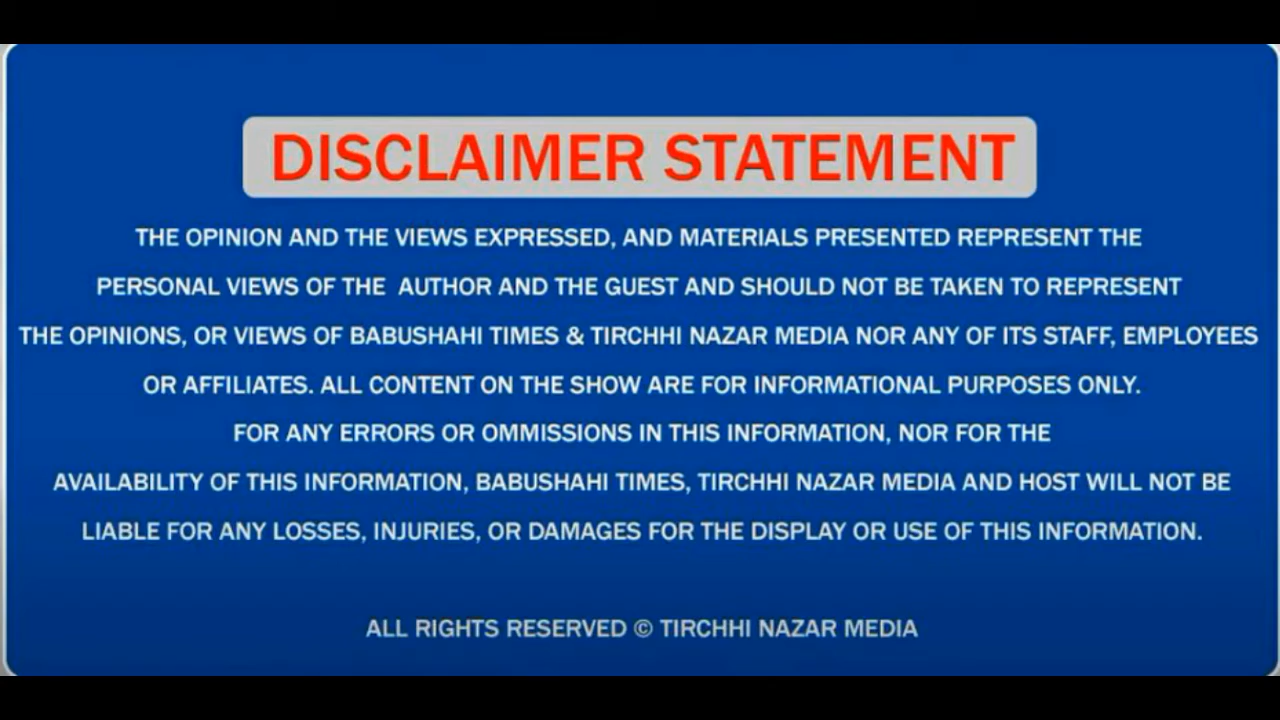 DISCLAIMER STATEMENT
THE OPINION AND THE VIEWS EXPRESSED, AND MATERIALS PRESENTED REPRESENT THE
PERSONAL VIEWS OF THE AUTHOR AND THE GUEST AND SHOULD NOT BE TAKEN TO REPRESENT
THE OPINIONS, OR VIEWS OF BABUSHAHI TIMES & TIRCHHI NAZAR MEDIA NOR ANY OF ITS STAFF, EMPLOYEES
OR AFFILIATES. ALL CONTENT ON THE SHOW ARE FOR INFORMATIONAL PURPOSES ONLY.
FOR ANY ERRORS OR OMMISSIONS IN THIS INFORMATION, NOR FOR THE
AVAILABILITY OF THIS INFORMATION, BABUSHAHI TIMES, TIRCHHI NAZAR MEDIA AND HOST WILL NOT BE
LIABLE FOR ANY LOSSES, INJURIES, OR DAMAGES FOR THE DISPLAY OR USE OF THIS INFORMATION.
ALL RIGHTS RESERVED © TIRCHHI NAZAR MEDIA